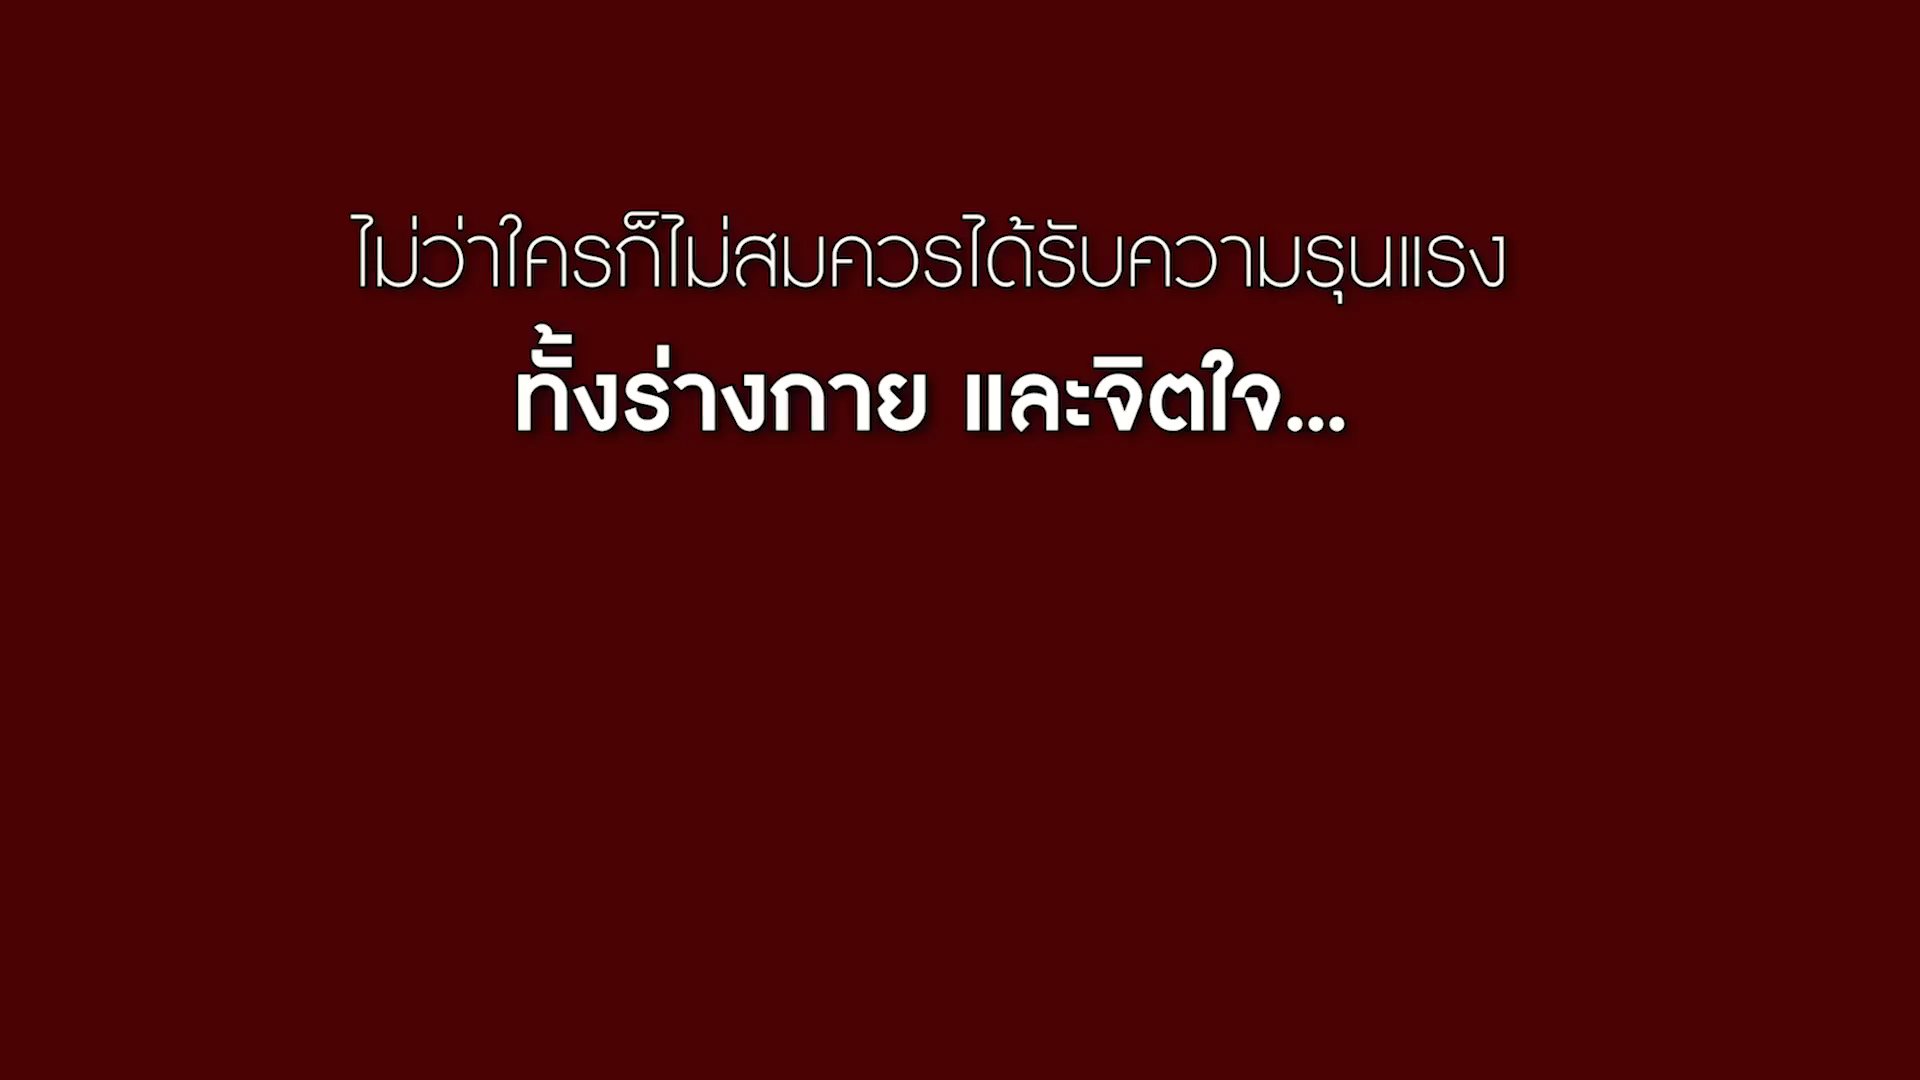 ไม่ว่าใครก็ไม่สมควรได้รับความรุนแรง
ทั้งร่างกาย และจิตใจ...